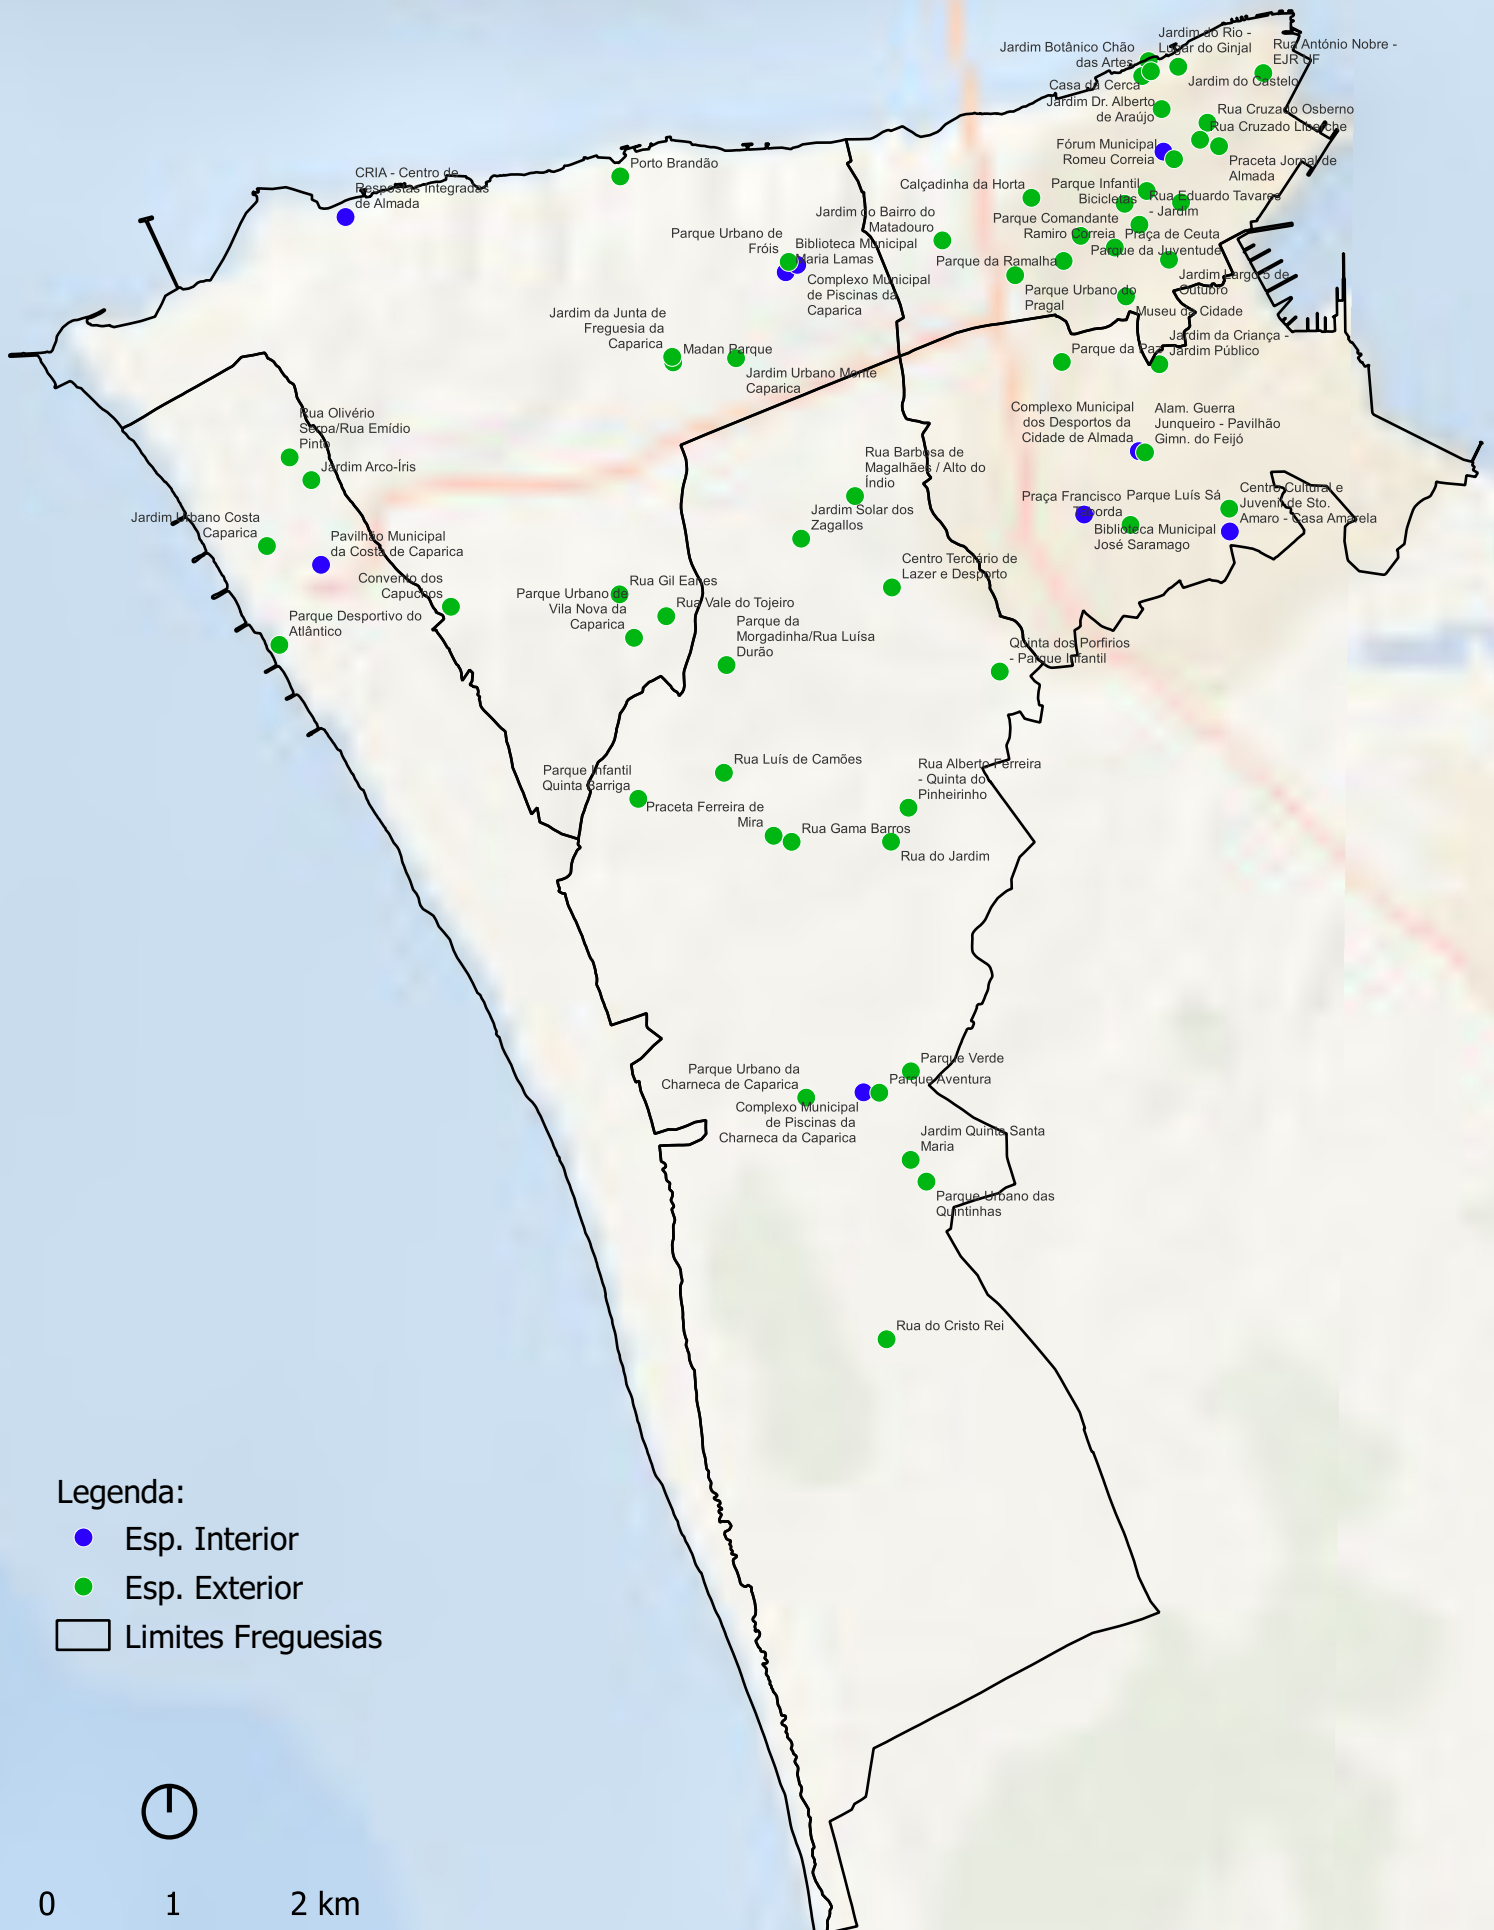 Jardim do Rio -
Lugar do Ginjal
Jardim Botânico Chão
das Artes
Rua António Nobre -
EJR UF
Casa da Cerca
Jardim do Castelo
Jardim Dr. Alberto
de Araújo
Rua Cruzado Osberno
Rua Cruzado Liberche
Fórum Municipal
Romeu Correia
Praceta Jornal de
Almada
Porto Brandão
CRIA - Centro de
Respostas Integradas
de Almada
Calçadinha da Horta
Parque Infantil
Bicicletas
Rua Eduardo Tavares
- Jardim
Jardim do Bairro do
Matadouro
Parque Comandante
Ramiro Correia
Praça de Ceuta
Parque Urbano de
Fróis
Biblioteca Municipal
Maria Lamas
Parque da Juventude
Parque da Ramalha
Complexo Municipal
de Piscinas da
Caparica
Parque Urbano do
Pragal
Jardim Largo 5 de
Outubro
Museu da Cidade
Jardim da Junta de
Freguesia da
Caparica
Madan Parque
Jardim Urbano Monte
Caparica
Parque da Paz
Jardim da Criança -
Jardim Público
Rua Olivério
Serpa/Rua Emídio
Pinto
Jardim Arco-Íris
Complexo Municipal
dos Desportos da
Cidade de Almada
Alam. Guerra
Junqueiro - Pavilhão
Gimn. do Feijó
Rua Barbosa de
Magalhães / Alto do
Índio
Jardim Solar dos
Zagallos
Praça Francisco
Taborda
Parque Luís Sá
Centro Cultural e
Juvenil de Sto.
Amaro - Casa Amarela
Biblioteca Municipal
José Saramago
Jardim Urbano Costa
Caparica
Pavilhão Municipal
da Costa de Caparica
Convento dos
Capuchos
Centro Terciário de
Lazer e Desporto
Rua Gil Eanes
Parque Urbano de
Vila Nova da
Caparica
Rua Vale do Tojeiro
Parque Desportivo do
Atlântico
Parque da
Morgadinha/Rua Luísa
Durão
Quinta dos Porfirios
- Parque Infantil
Rua Luís de Camões
Parque Infantil
Quinta Barriga
Rua Alberto Ferreira
- Quinta do
Pinheirinho
Praceta Ferreira de
Mira
Rua Gama Barros
Rua do Jardim
Parque Verde
Parque Urbano da
Charneca de Caparica
Parque Aventura
Complexo Municipal
de Piscinas da
Charneca da Caparica
Jardim Quinta Santa
Maria
Parque Urbano das
Quintinhas
Rua do Cristo Rei
Legenda:
Esp. Interior
Esp. Exterior
Limites Freguesias
0 1 2 km